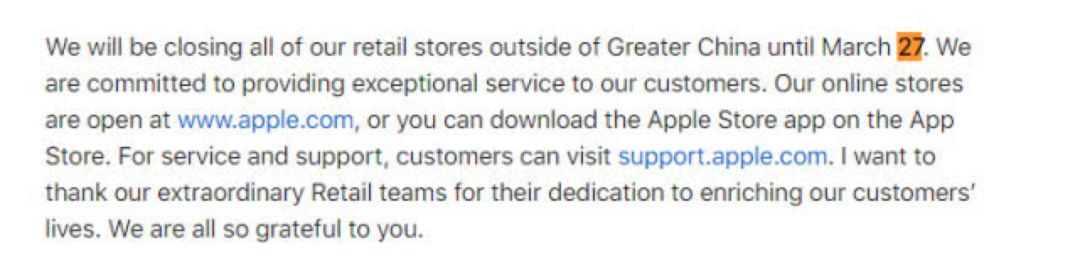 We will be closing all of our retail stores outside of Greater China until March 27. We
are committed to providing exceptional service to our customers. Our online stores
are open at www.apple.com, or you can download the Apple Store app on the App
Store. For service and support, customers can visit support.apple.com. I want to
thank our extraordinary Retail teams for their dedication to enriching our customers’
lives. We are all so grateful to you.